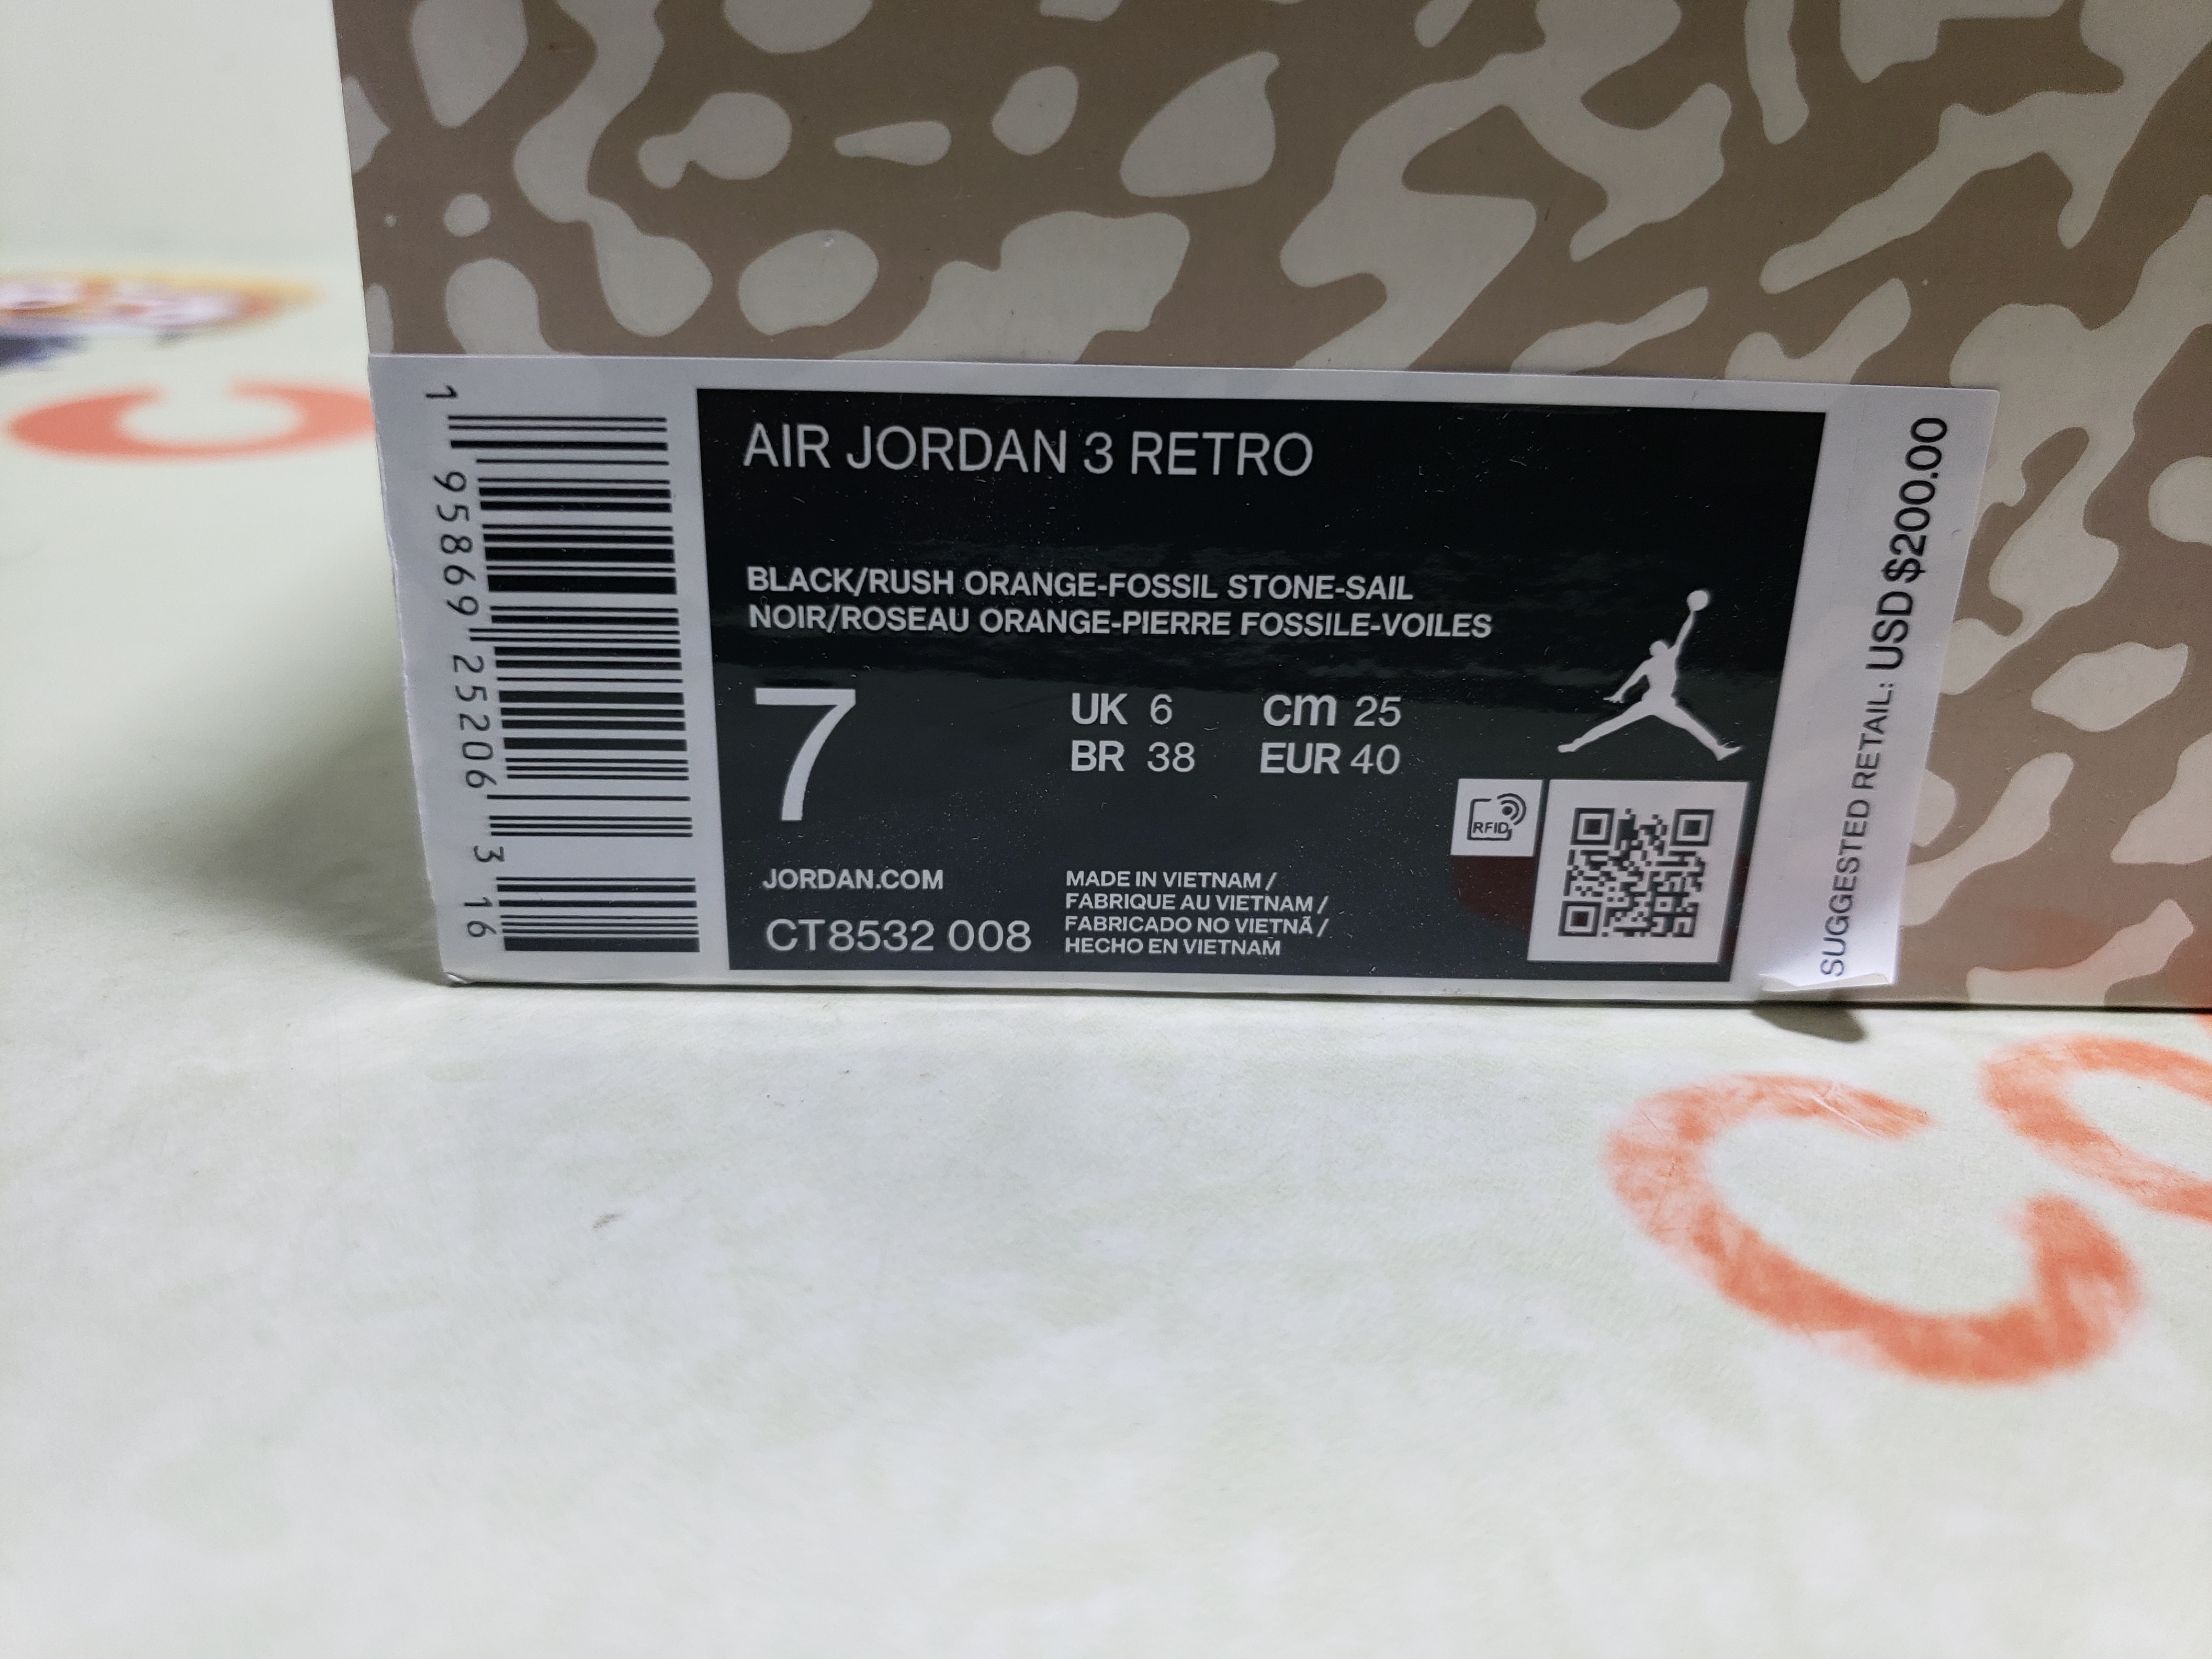 1 95869 25206 3 16
AIR JORDAN 3 RETRO
BLACK/RUSH ORANGE-FOSSIL STONE-SAIL
NOIR/ROSEAU ORANGE-PIERRE FOSSILE-VOILES
7
UK 6 cm 25
BR 38 EUR 40
RFID
JORDAN.COM
CT8532 008
MADE IN VIETNAM /
FABRIQUE AU VIETNAM /
FABRICADO NO VIETNÃ /
HECHO EN VIETNAM
SUGGESTED RETAIL: USD $200.00